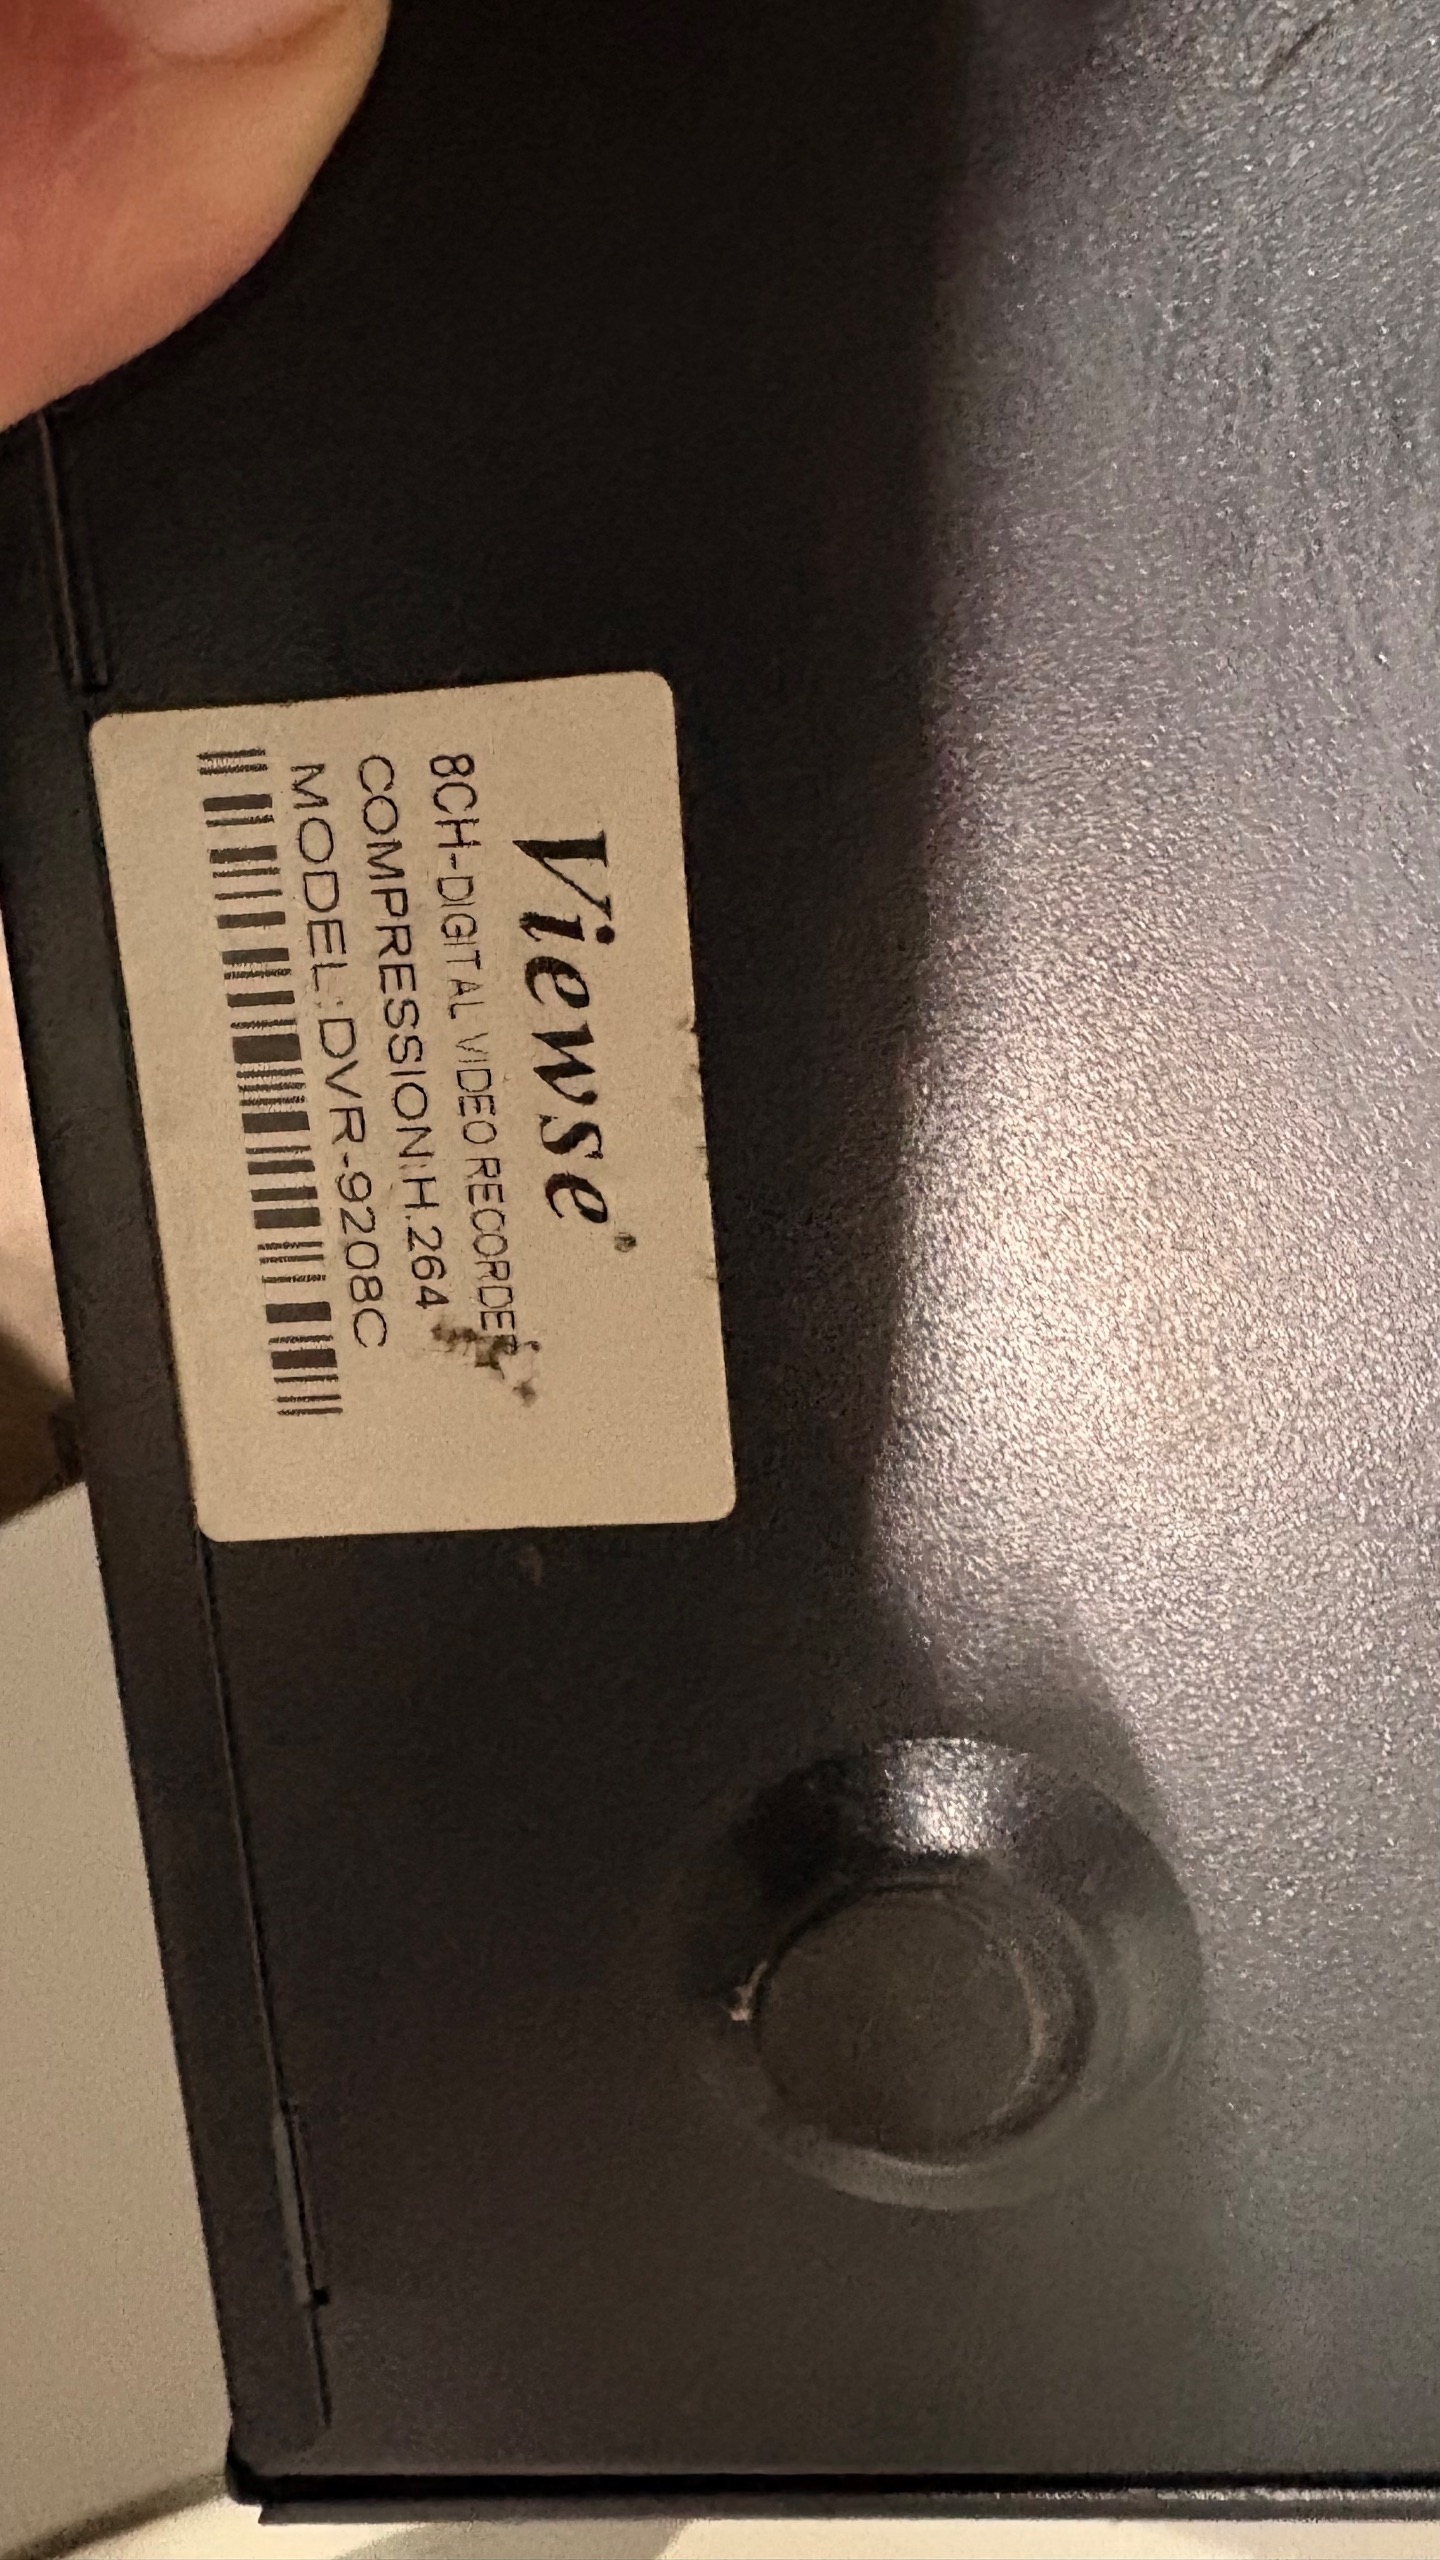 Viewse
8CH-DIGITAL VIDEO RECORDER
COMPRESSION:H.264
MODEL:DVR-9208C